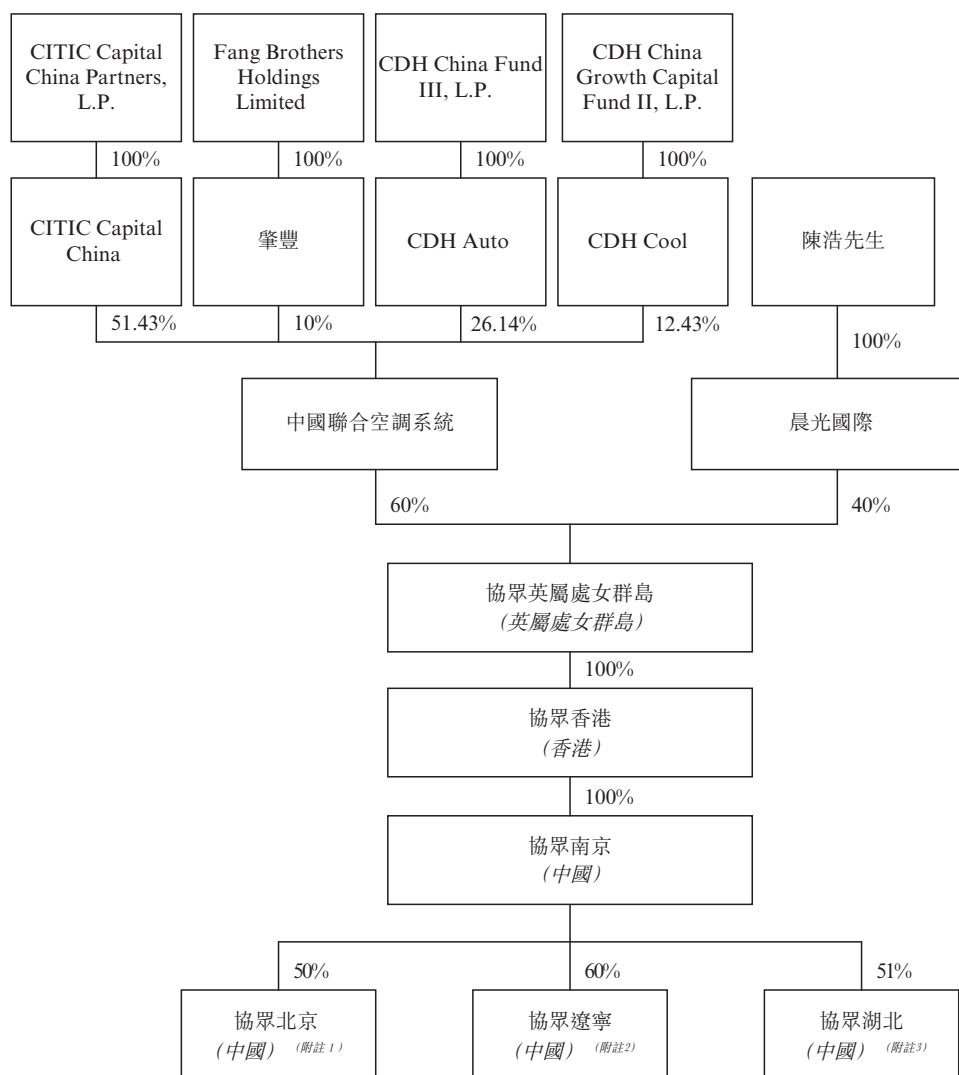 CITIC Capital
China Partners,
L.P.
Fang Brothers
Holdings
Limited
CDH China Fund
III, L.P.
CDH China
Growth Capital
Fund II, L.P.
100%
100%
100%
100%
CITIC Capital
China
肇豐
CDH Auto
CDH Cool
陳浩先生
51.43%
10%
26.14%
12.43%
100%
中國聯合空調系統
晨光國際
60%
40%
協眾英屬處女群島
(英屬處女群島)
100%
協眾香港
(香港)
100%
協眾南京
(中國)
50%
60%
51%
協眾北京
(中國) (附註1)
協眾遼寧
(中國) (附註2)
協眾湖北
(中國) (附註3)